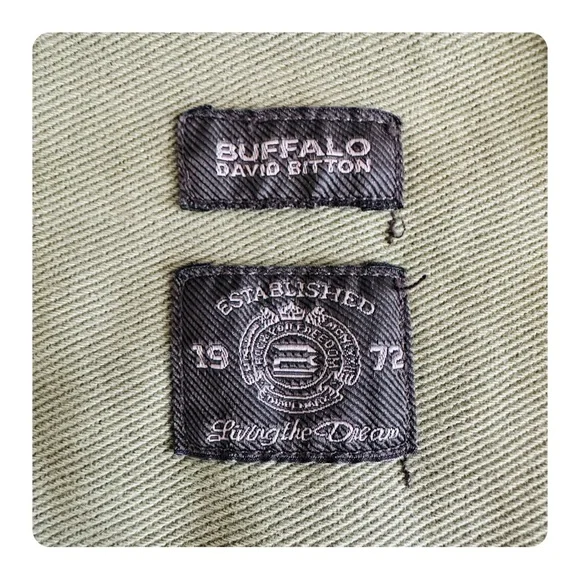 BUFFALO
DAVID BITTON
ESTABLISHED
19 72
Living the Dream